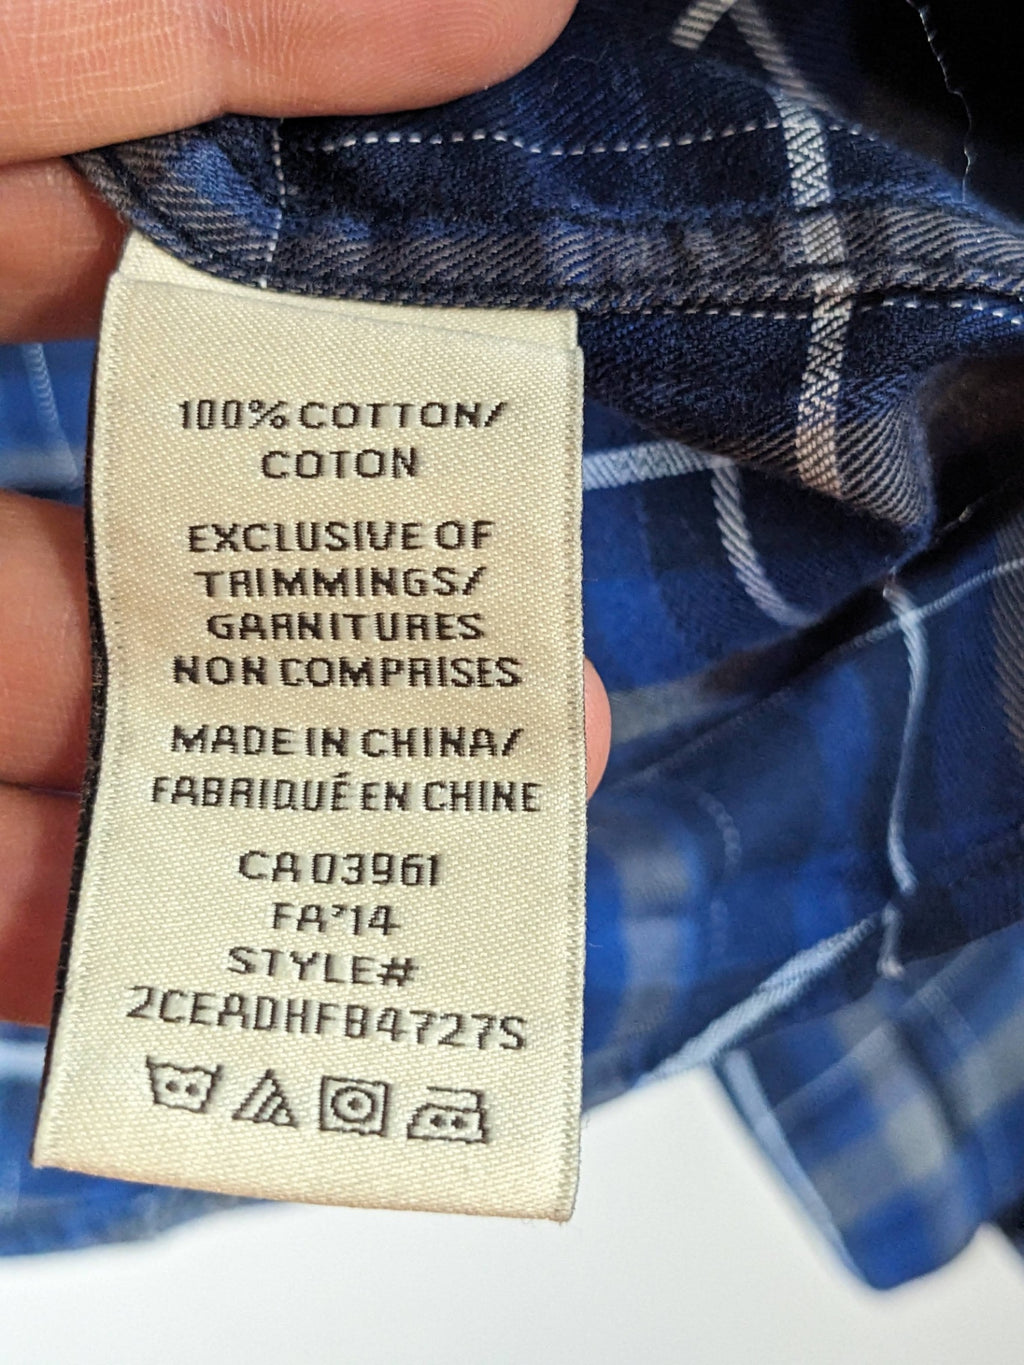 100% COTTON/
COTON
EXCLUSIVE OF
TRIMMINGS/
GARNITURES
NON COMPRISES
MADE IN CHINA/
FABRIQUÉ EN CHINE
CA 03961
FA'14
STYLE#
2CEADHFB4727S